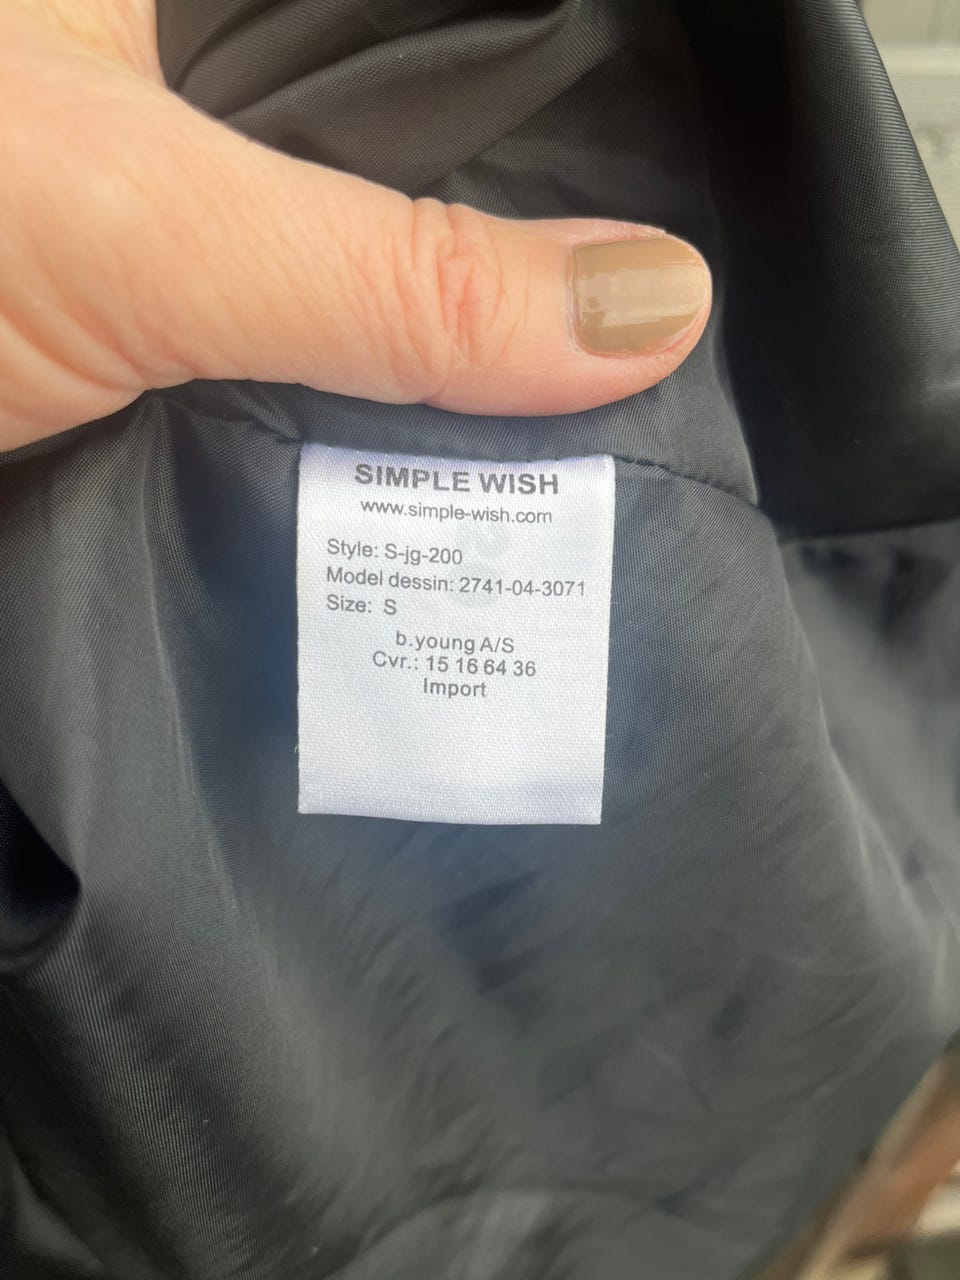 SIMPLE WISH
www.simple-wish.com
Style: S-jg-200
Model dessin: 2741-04-3071
Size: S
b.young A/S
Cvr.: 15 16 64 36
Import